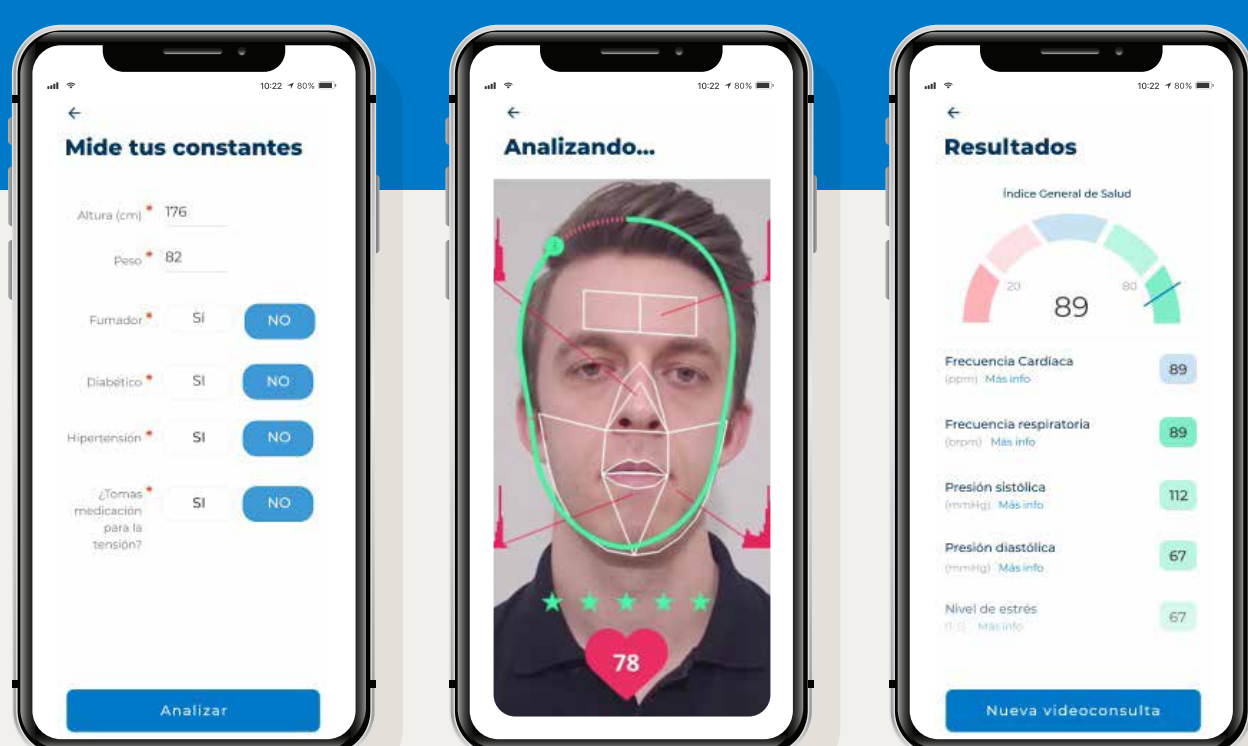 10:22 80%
Mide tus constantes
Altura (cm) * 176
Peso * 82
Fumador * Sí NO
Diabético * SI NO
Hipertensión * SI NO
¿Tomas *
medicación
para la
tensión?
SI NO
Analizar
10:22 80%
Analizando...
78
10:22 80%
Resultados
Índice General de Salud
20 80
89
Frecuencia Cardíaca 89
(bpm) Más info
Frecuencia respiratoria 89
(brpm) Más info
Presión sistólica 112
(mmHg) Más info
Presión diastólica 67
(mmHg) Más info
Nivel de estrés 67
Más info
Nueva videoconsulta